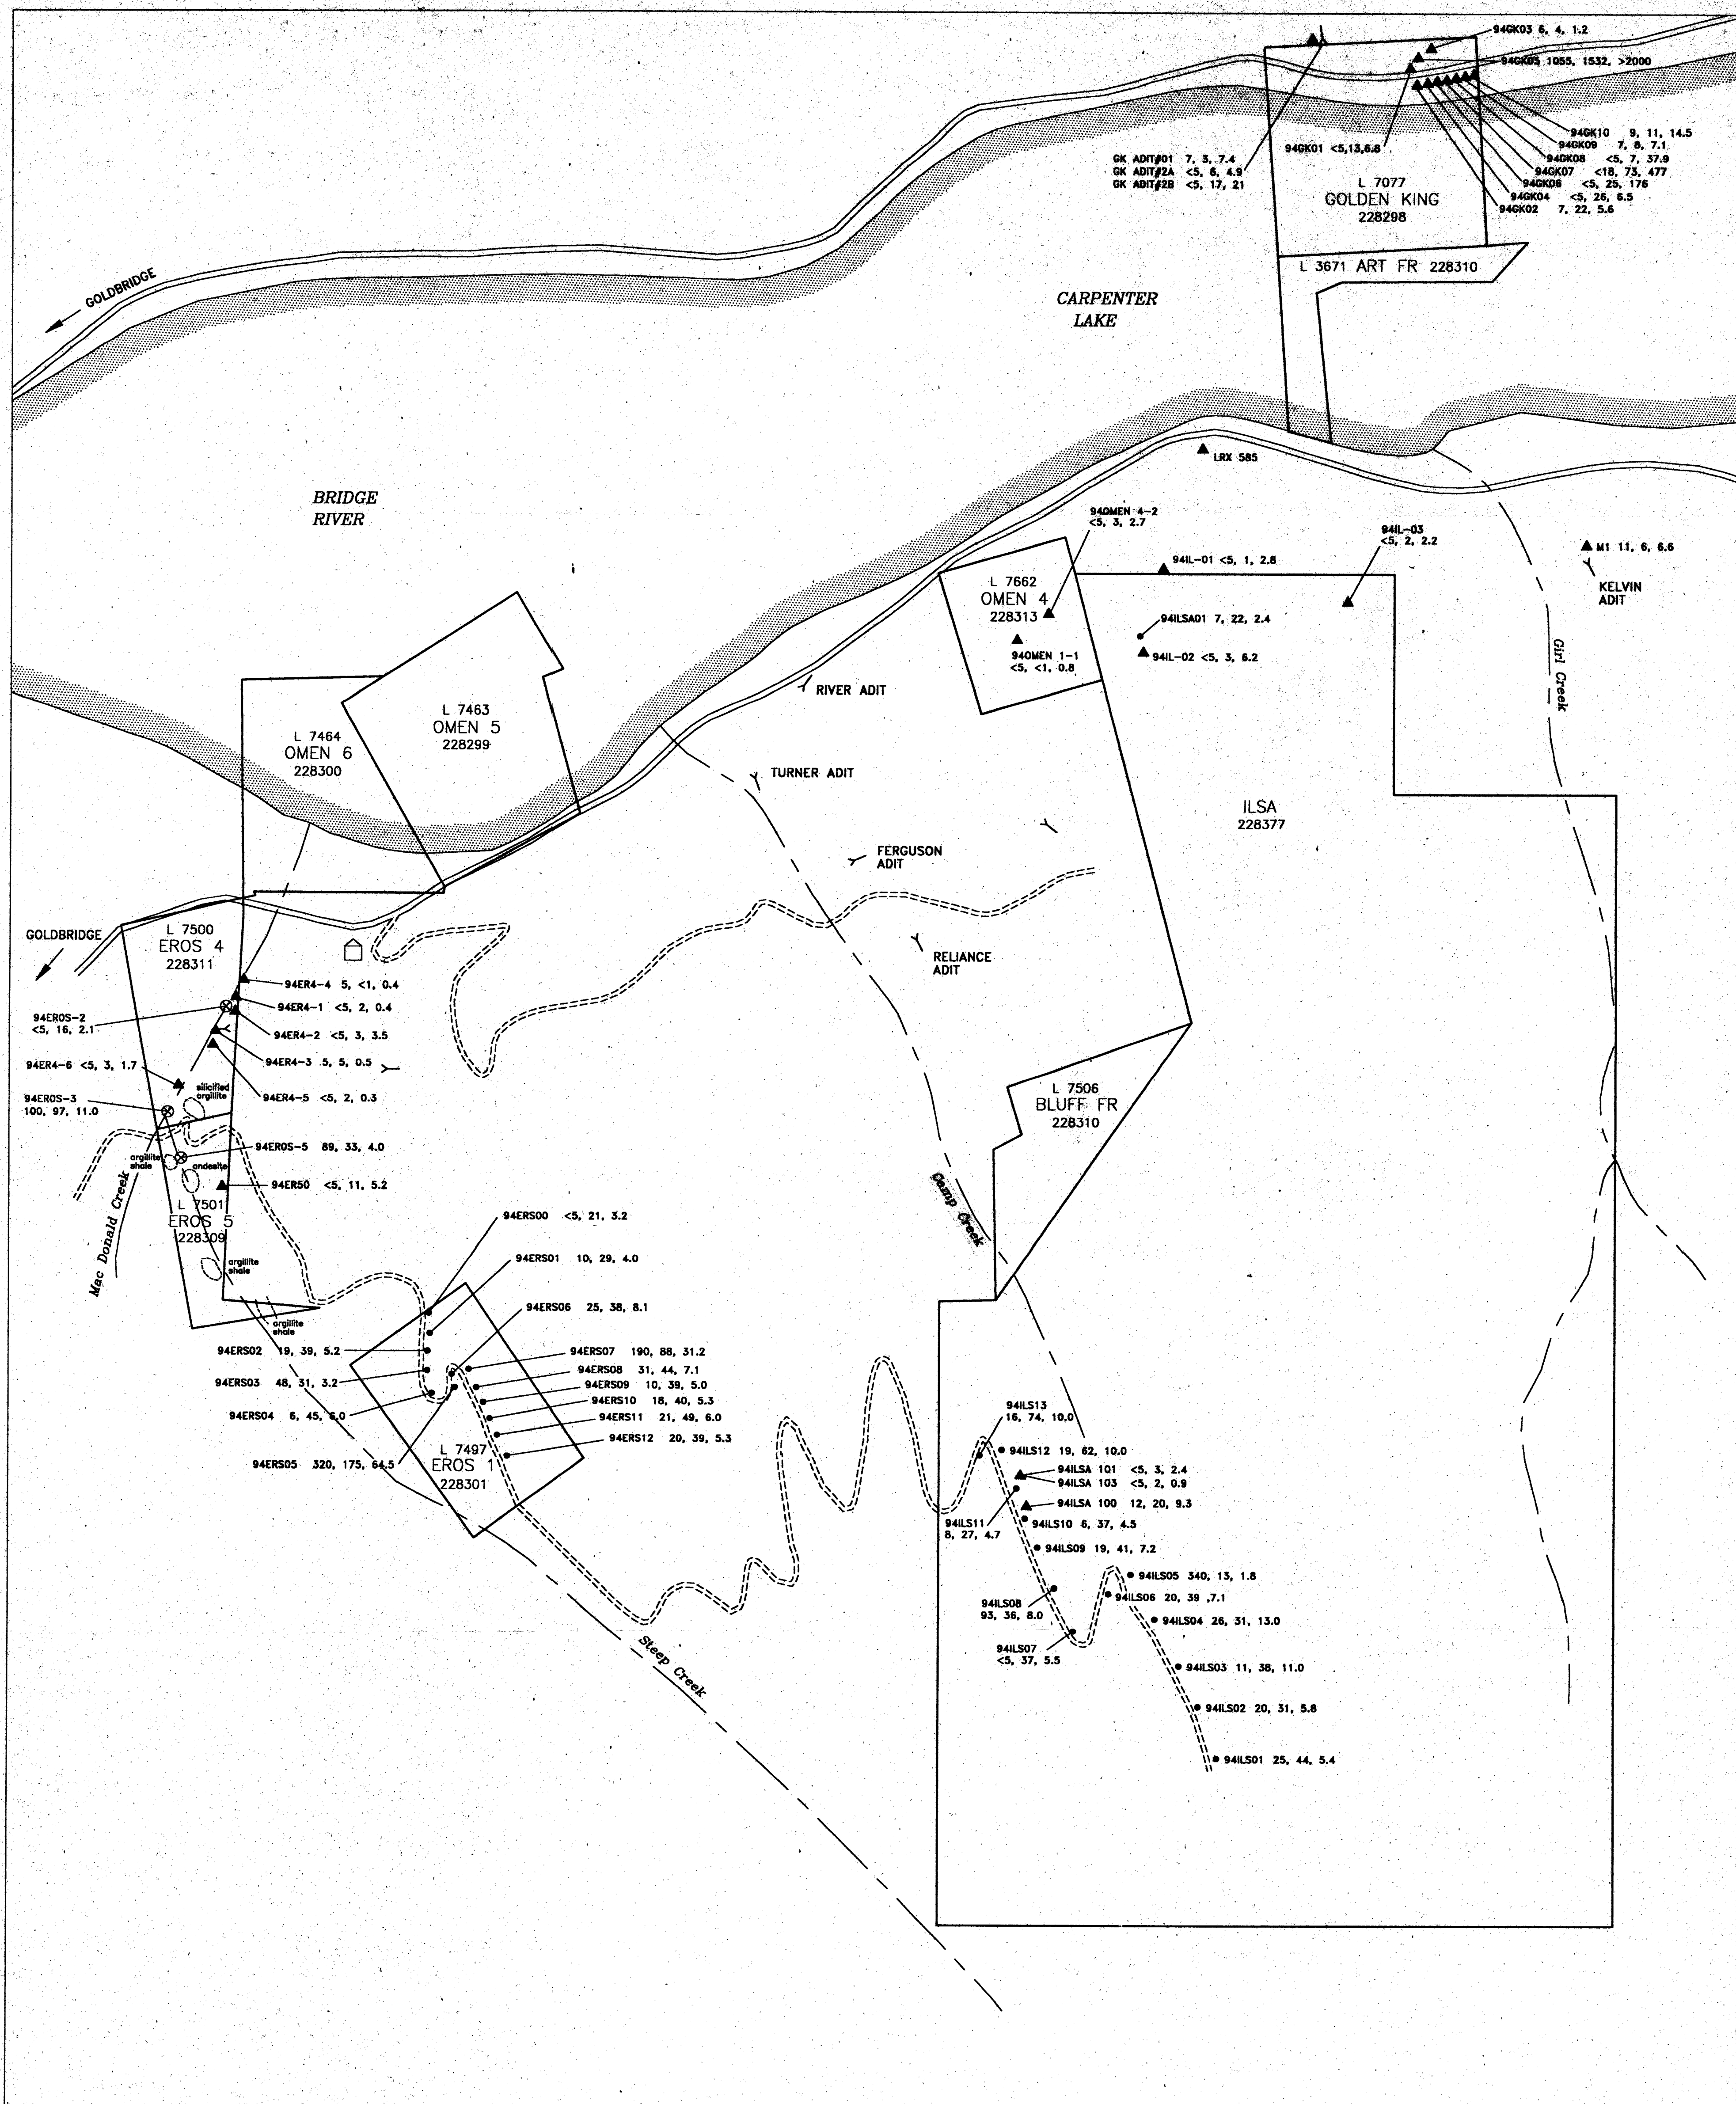 94GK03 6, 4, 1.2
94GK05 1055, 1532, >2000
94GK10 9, 11, 14.5
94GK09 7, 8, 7.1
94GK08 <5, 7, 37.9
94GK07 <18, 73, 477
94GK06 <5, 25, 176
94GK04 <5, 26, 6.5
94GK02 7, 22, 5.6
94GK01 <5,13,6.8
GK ADIT#01 7, 3, 7.4
GK ADIT#2A <5, 6, 4.9
GK ADIT#2B <5, 17, 21
L 7077
GOLDEN KING
228298
L 3671 ART FR 228310
GOLDBRIDGE
CARPENTER
LAKE
BRIDGE
RIVER
LRX 585
94OMEN 4-2
<5, 3, 2.7
94IL-03
<5, 2, 2.2
94IL-01 <5, 1, 2.8
M1 11, 6, 6.6
KELVIN
ADIT
L 7662
OMEN 4
228313
94ILSA01 7, 22, 2.4
94OMEN 1-1
<5, <1, 0.8
94IL-02 <5, 3, 6.2
Girl Creek
RIVER ADIT
L 7463
OMEN 5
228299
L 7464
OMEN 6
228300
TURNER ADIT
ILSA
228377
FERGUSON
ADIT
RELIANCE
ADIT
GOLDBRIDGE
L 7500
EROS 4
228311
94ER4-4 5, <1, 0.4
94ER4-1 <5, 2, 0.4
94EROS-2
<5, 16, 2.1
94ER4-2 <5, 3, 3.5
94ER4-3 5, 5, 0.5
94ER4-6 <5, 3, 1.7
silicified
argillite
94ER4-5 <5, 2, 0.3
94EROS-3
100, 97, 11.0
94EROS-5 89, 33, 4.0
argillite
shale
andesite
94ER50 <5, 11, 5.2
L 7501
EROS 5
228309
Mac Donald Creek
argillite
shale
argillite
shale
L 7506
BLUFF FR
228310
Camp Creek
94ERS00 <5, 21, 3.2
94ERS01 10, 29, 4.0
94ERS06 25, 38, 8.1
94ERS02 19, 39, 5.2
94ERS07 190, 88, 31.2
94ERS08 31, 44, 7.1
94ERS03 48, 31, 3.2
94ERS09 10, 39, 5.0
94ERS10 18, 40, 5.3
94ERS04 6, 45, 6.0
94ERS11 21, 49, 6.0
94ERS12 20, 39, 5.3
94ERS05 320, 175, 64.5
L 7497
EROS 1
228301
94ILS13
16, 74, 10.0
94ILS12 19, 62, 10.0
94ILSA 101 <5, 3, 2.4
94ILSA 103 <5, 2, 0.9
94ILSA 100 12, 20, 9.3
94ILS11
8, 27, 4.7
94ILS10 6, 37, 4.5
94ILS09 19, 41, 7.2
94ILS05 340, 13, 1.8
94ILS06 20, 39 ,7.1
94ILS08
93, 36, 8.0
94ILS04 26, 31, 13.0
94ILS07
<5, 37, 5.5
94ILS03 11, 38, 11.0
94ILS02 20, 31, 5.8
94ILS01 25, 44, 5.4
Steep Creek